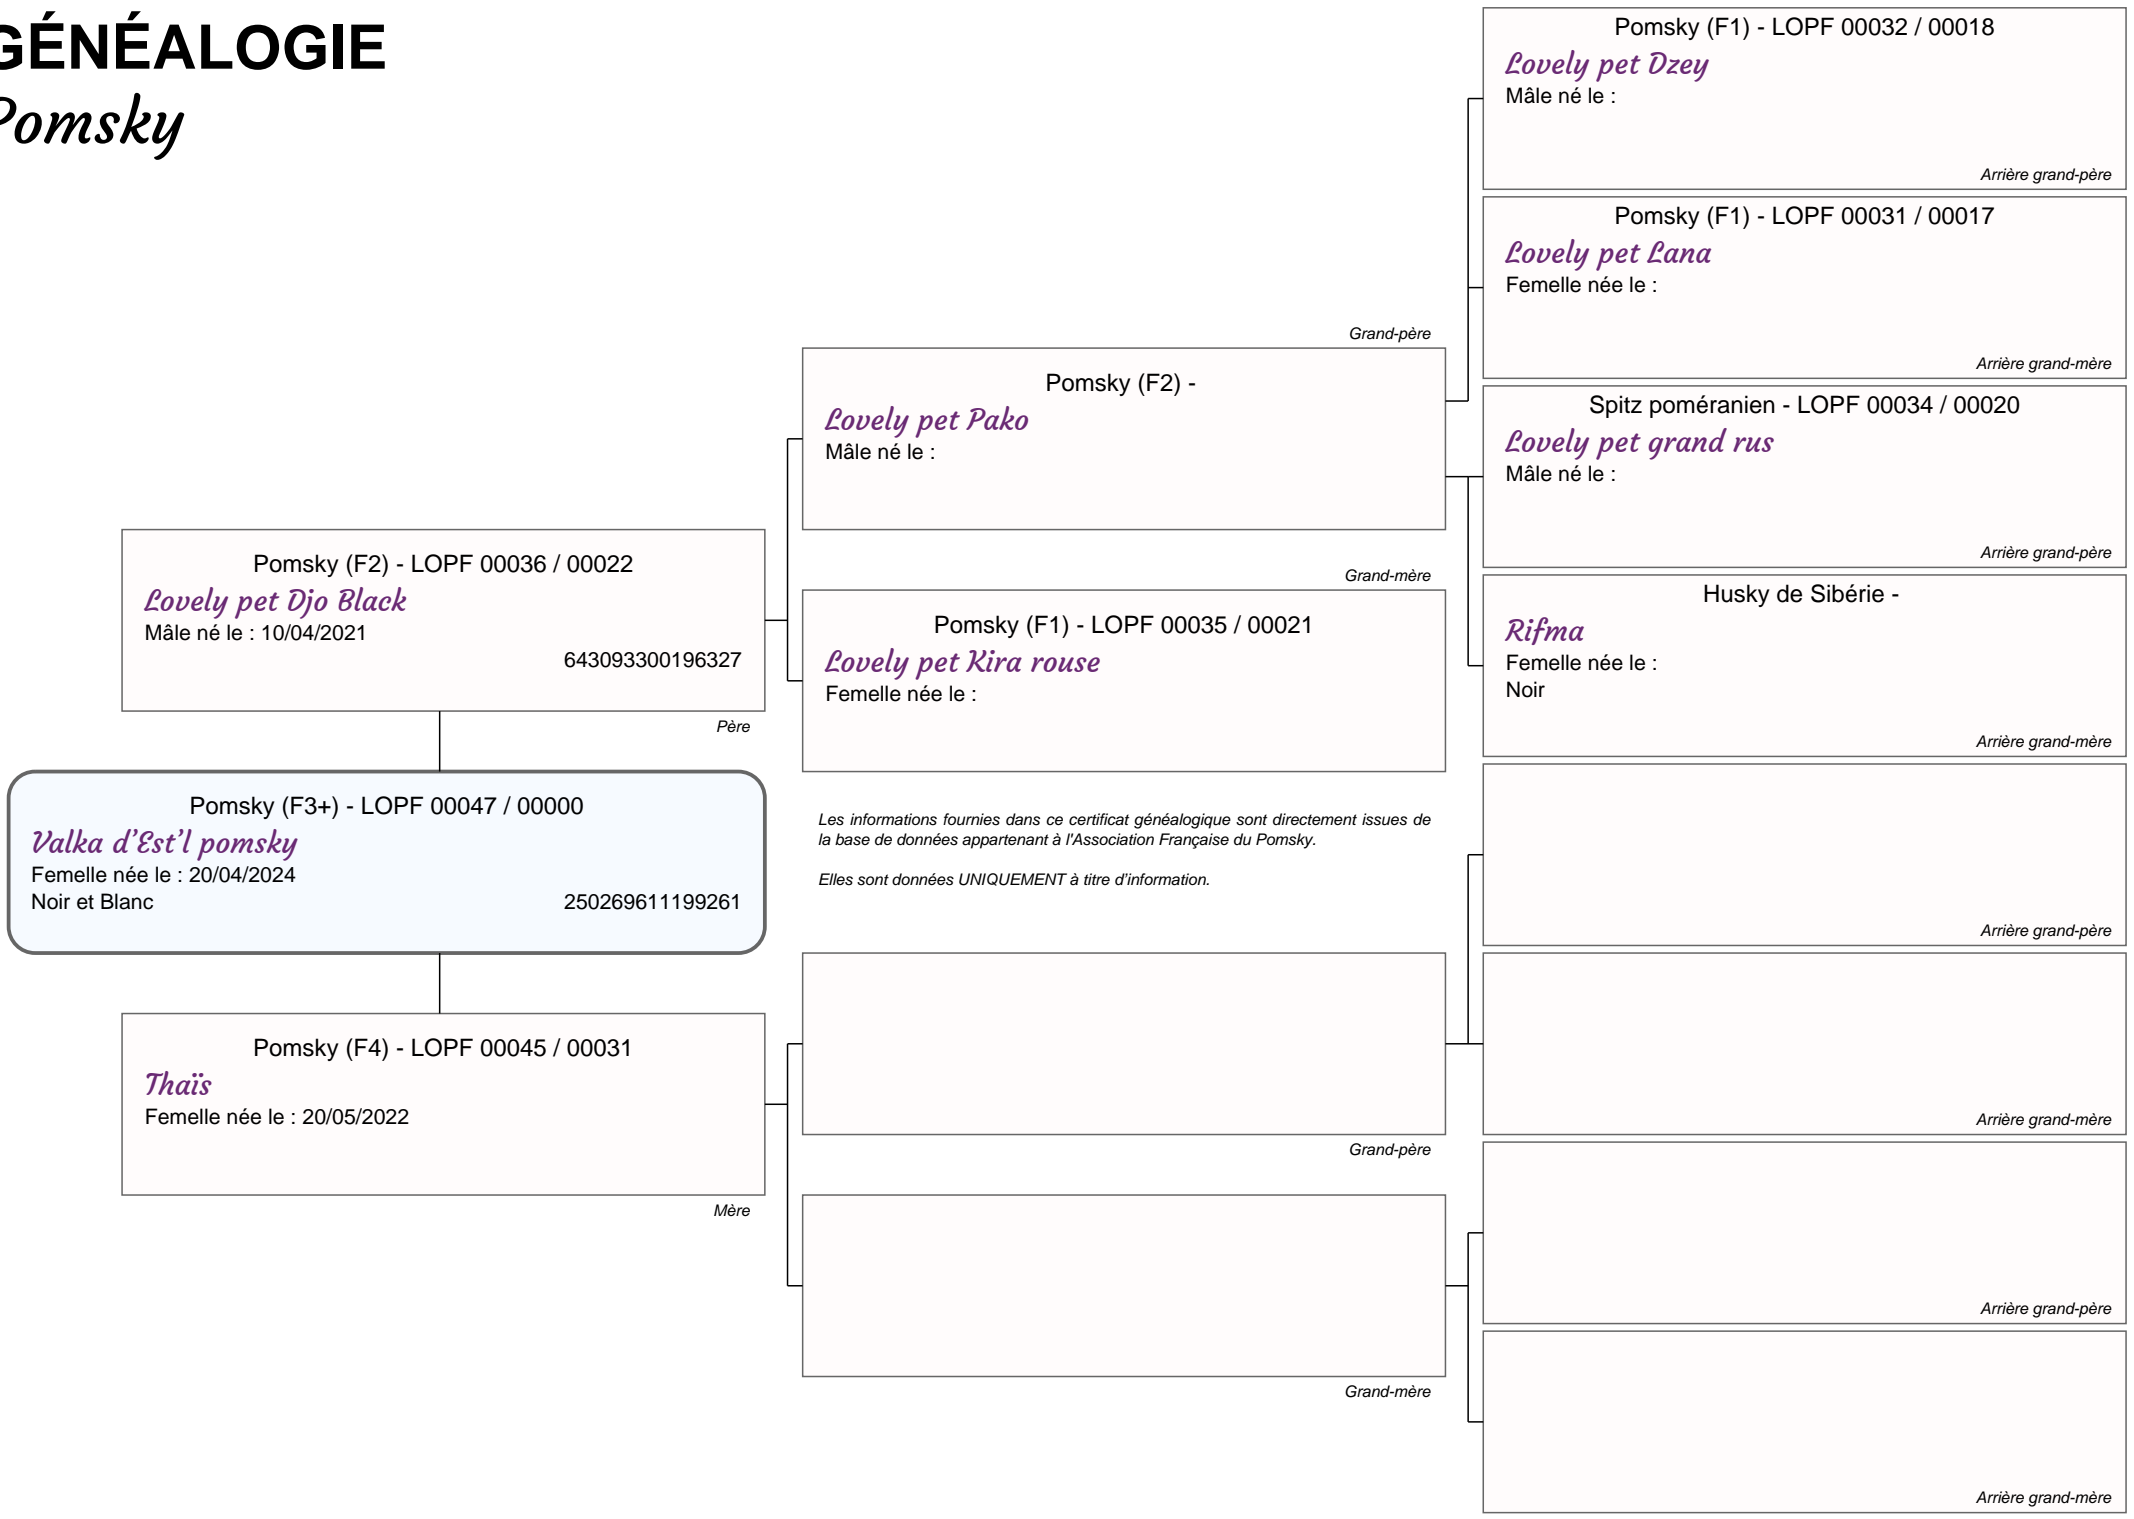 GÉNÉALOGIE
Pomsky
Pomsky (F1) - LOPF 00032 / 00018
Lovely pet Dzey
Mâle né le :
Arrière grand-père
Pomsky (F1) - LOPF 00031 / 00017
Lovely pet Lana
Femelle née le :
Arrière grand-mère
Grand-père
Pomsky (F2) -
Lovely pet Pako
Mâle né le :
Spitz poméranien - LOPF 00034 / 00020
Lovely pet grand rus
Mâle né le :
Arrière grand-père
Pomsky (F2) - LOPF 00036 / 00022
Lovely pet Djo Black
Mâle né le : 10/04/2021
643093300196327
Père
Grand-mère
Pomsky (F1) - LOPF 00035 / 00021
Lovely pet Kira rouse
Femelle née le :
Husky de Sibérie -
Rifma
Femelle née le :
Noir
Arrière grand-mère
Pomsky (F3+) - LOPF 00047 / 00000
Valka d’Est’l pomsky
Femelle née le : 20/04/2024
Noir et Blanc
250269611199261
Les informations fournies dans ce certificat généalogique sont directement issues de
la base de données appartenant à l'Association Française du Pomsky.
Elles sont données UNIQUEMENT à titre d’information.
Arrière grand-père
Pomsky (F4) - LOPF 00045 / 00031
Thaïs
Femelle née le : 20/05/2022
Mère
Arrière grand-mère
Grand-père
Arrière grand-père
Grand-mère
Arrière grand-mère